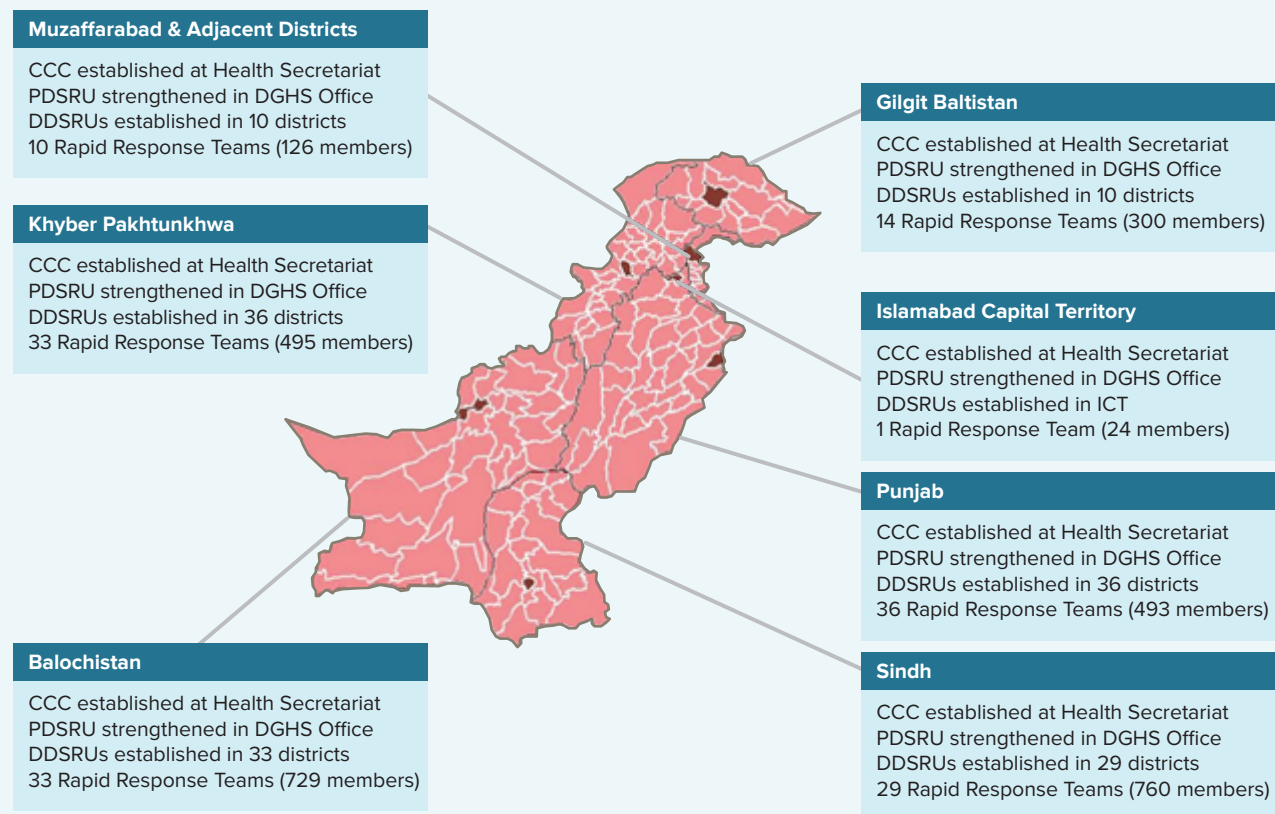 Muzaffarabad & Adjacent Districts
CCC established at Health Secretariat
PDSRU strengthened in DGHS Office
DDSRUs established in 10 districts
10 Rapid Response Teams (126 members)
Khyber Pakhtunkhwa
CCC established at Health Secretariat
PDSRU strengthened in DGHS Office
DDSRUs established in 36 districts
33 Rapid Response Teams (495 members)
Balochistan
CCC established at Health Secretariat
PDSRU strengthened in DGHS Office
DDSRUs established in 33 districts
33 Rapid Response Teams (729 members)
Gilgit Baltistan
CCC established at Health Secretariat
PDSRU strengthened in DGHS Office
DDSRUs established in 10 districts
14 Rapid Response Teams (300 members)
Islamabad Capital Territory
CCC established at Health Secretariat
PDSRU strengthened in DGHS Office
DDSRUs established in ICT
1 Rapid Response Team (24 members)
Punjab
CCC established at Health Secretariat
PDSRU strengthened in DGHS Office
DDSRUs established in 36 districts
36 Rapid Response Teams (493 members)
Sindh
CCC established at Health Secretariat
PDSRU strengthened in DGHS Office
DDSRUs established in 29 districts
29 Rapid Response Teams (760 members)